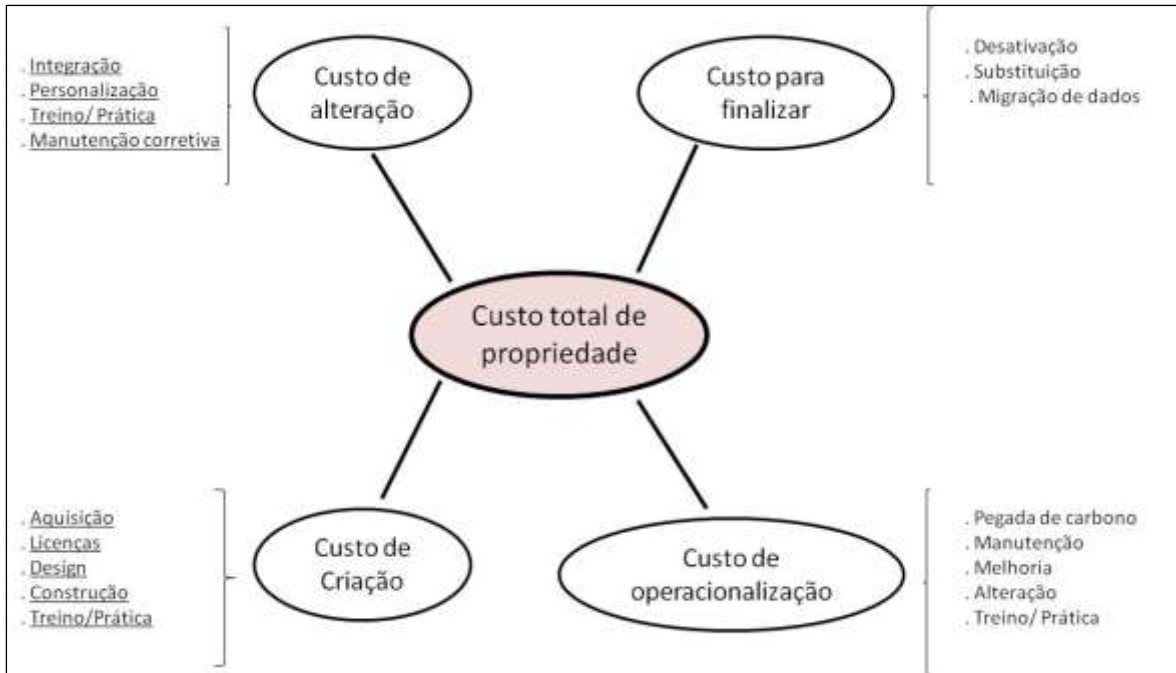 . Integração
. Personalização
. Treino/ Prática
. Manutenção corretiva
Custo de
alteração
Custo para
finalizar
. Desativação
. Substituição
. Migração de dados
Custo total de
propriedade
. Aquisição
. Licenças
. Design
. Construção
. Treino/Prática
Custo de
Criação
Custo de
operacionalização
. Pegada de carbono
. Manutenção
. Melhoria
. Alteração
. Treino/ Prática